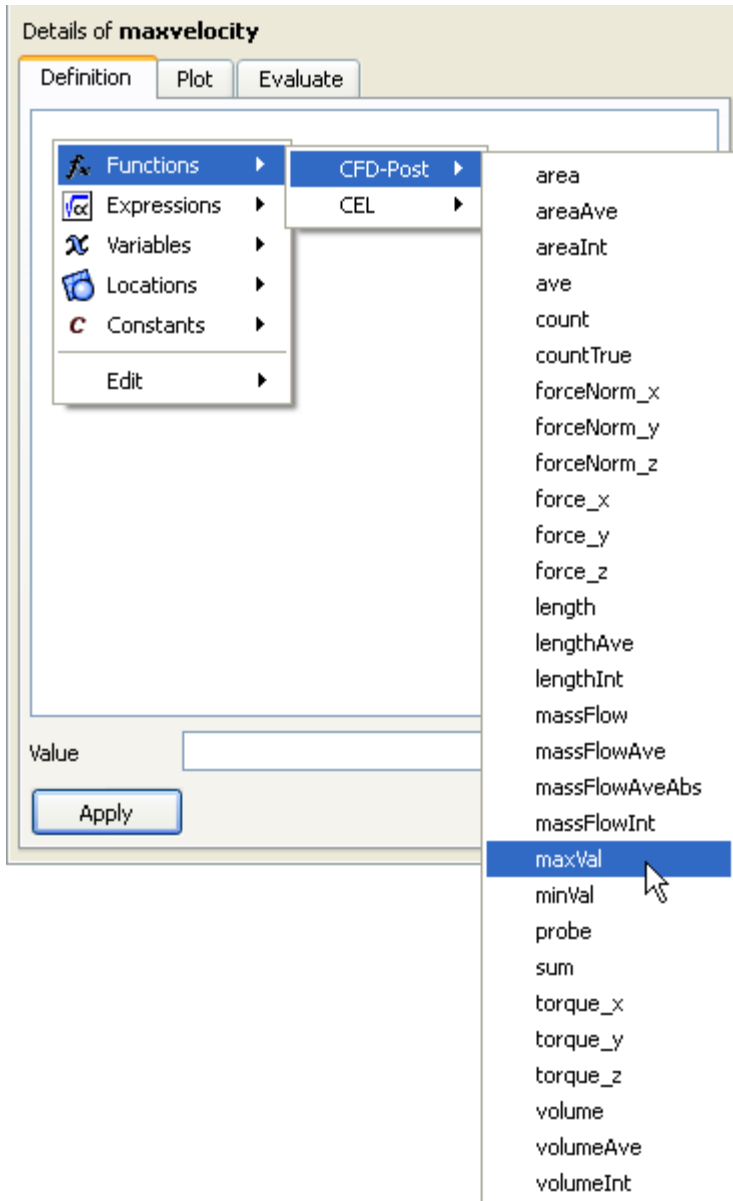 Details of maxvelocity
Definition Plot Evaluate
Functions
Expressions
Variables
Locations
Constants
Edit
CFD-Post
CEL
area
areaAve
areaInt
ave
count
countTrue
forceNorm_x
forceNorm_y
forceNorm_z
force_x
force_y
force_z
length
lengthAve
lengthInt
massFlow
massFlowAve
massFlowAveAbs
massFlowInt
maxVal
minVal
probe
sum
torque_x
torque_y
torque_z
volume
volumeAve
volumeInt
Value
Apply